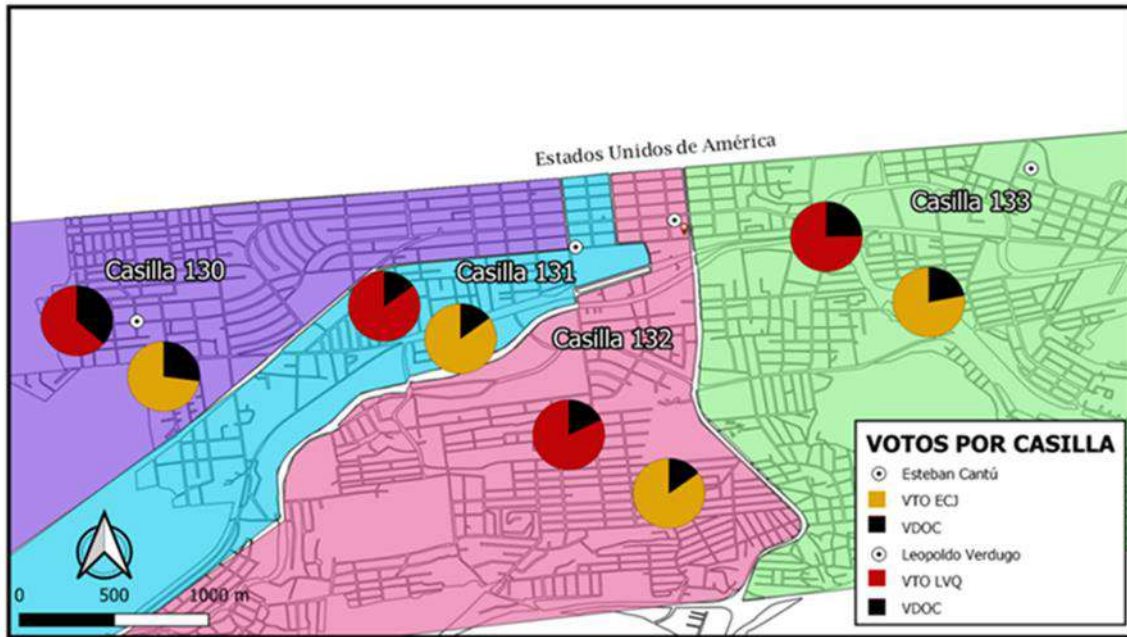 Estados Unidos de América
Casilla 130
Casilla 131
Casilla 132
Casilla 133
VOTOS POR CASILLA
Esteban Cantú
VTO ECJ
VDOC
Leopoldo Verdugo
VTO LVQ
VDOC
0 500 1000 m